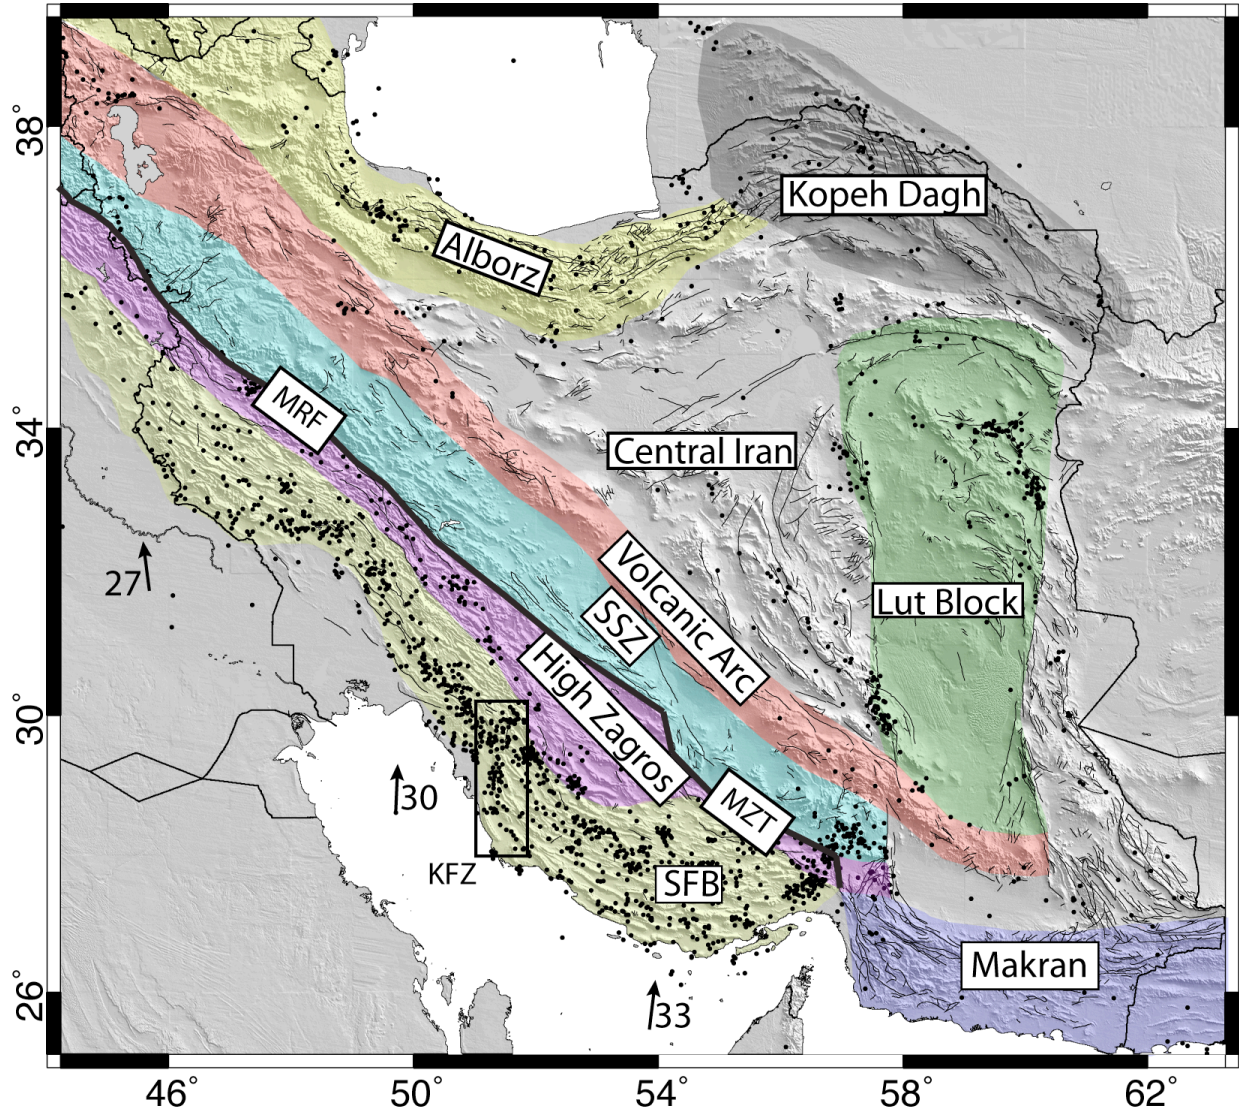 38°
34°
30°
26°
46°
50°
54°
58°
62°
Kopeh Dagh
Alborz
MRF
Central Iran
27
Volcanic Arc
SSZ
Lut Block
High Zagros
30
MZT
KFZ
SFB
Makran
33